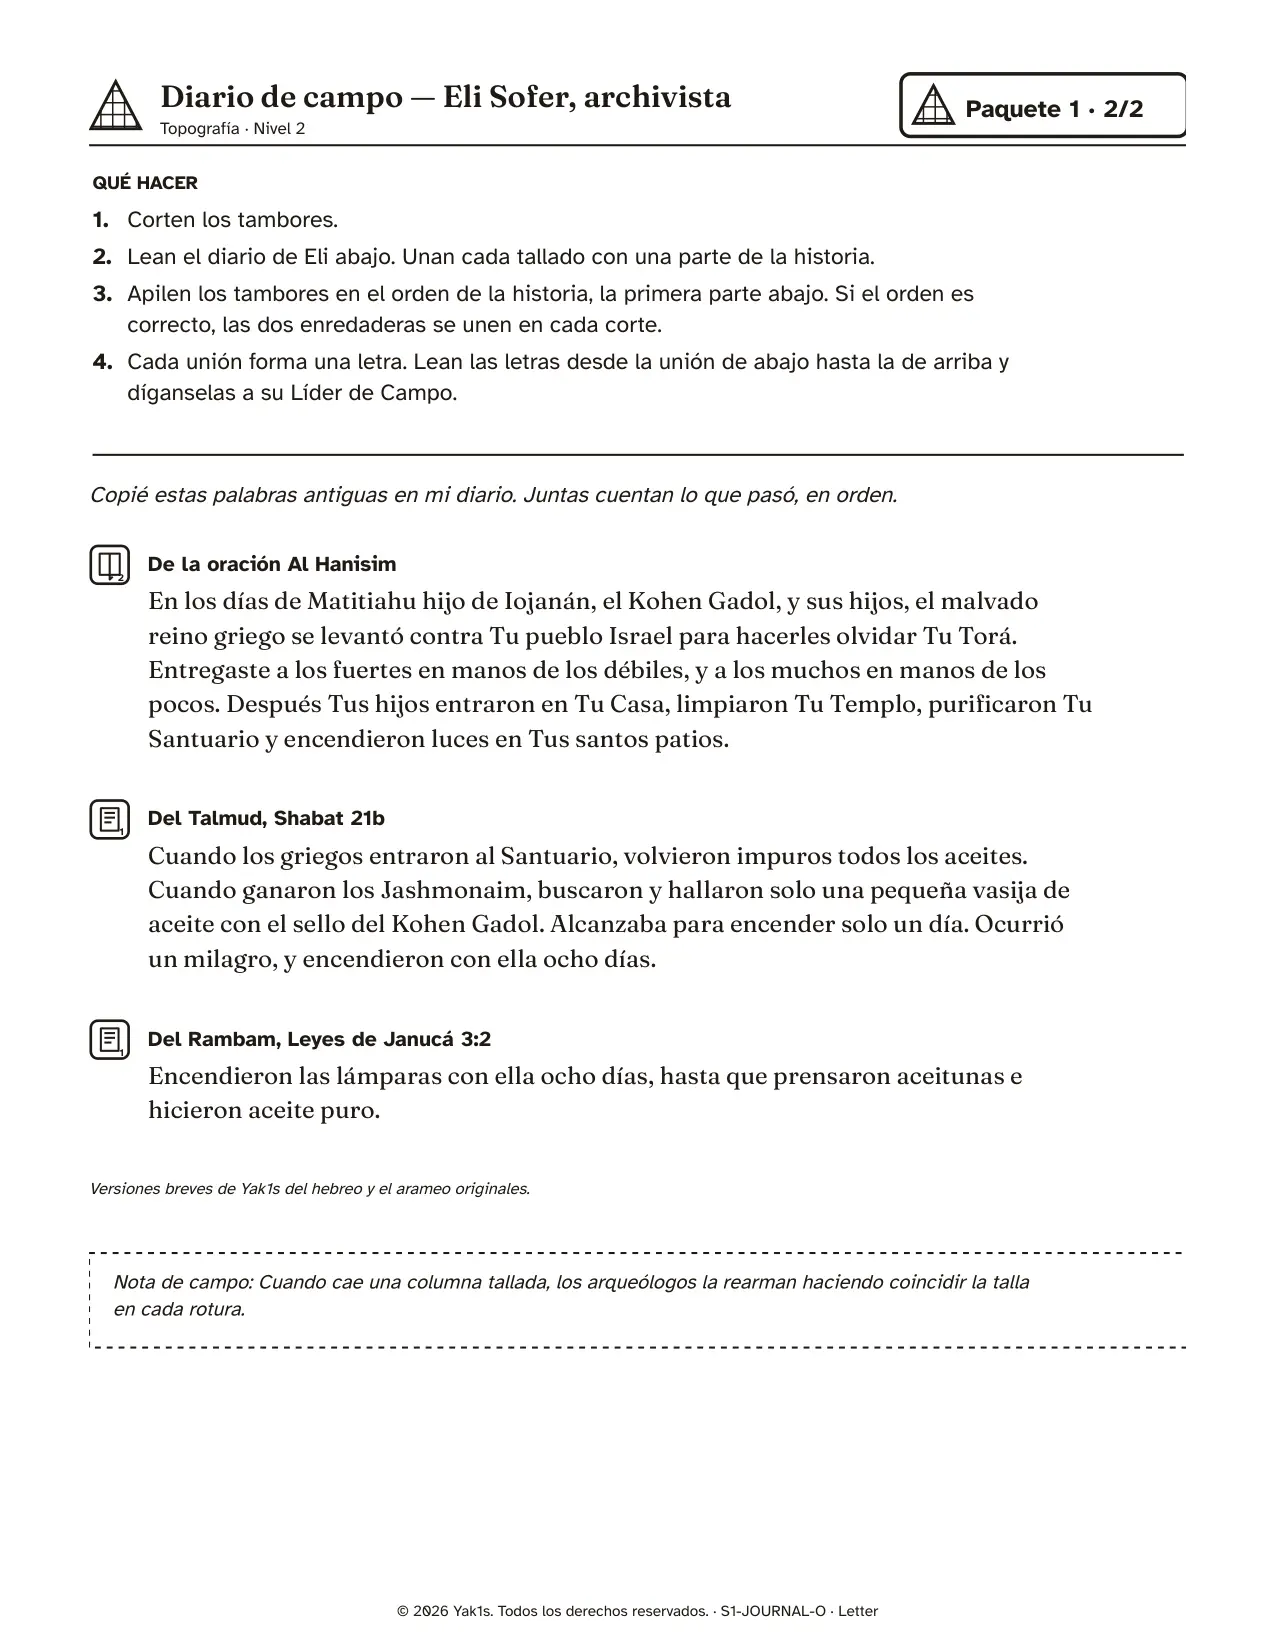 Diario de campo — Eli Sofer, archivista
Topografía · Nivel 2
Paquete 1 · 2/2
QUÉ HACER
1. Corten los tambores.
2. Lean el diario de Eli abajo. Unan cada tallado con una parte de la historia.
3. Apilen los tambores en el orden de la historia, la primera parte abajo. Si el orden es
correcto, las dos enredaderas se unen en cada corte.
4. Cada unión forma una letra. Lean las letras desde la unión de abajo hasta la de arriba y
díganselas a su Líder de Campo.
Copié estas palabras antiguas en mi diario. Juntas cuentan lo que pasó, en orden.
2
De la oración Al Hanisim
En los días de Matitiahu hijo de Iojanán, el Kohen Gadol, y sus hijos, el malvado
reino griego se levantó contra Tu pueblo Israel para hacerles olvidar Tu Torá.
Entregaste a los fuertes en manos de los débiles, y a los muchos en manos de los
pocos. Después Tus hijos entraron en Tu Casa, limpiaron Tu Templo, purificaron Tu
Santuario y encendieron luces en Tus santos patios.
1
Del Talmud, Shabat 21b
Cuando los griegos entraron al Santuario, volvieron impuros todos los aceites.
Cuando ganaron los Jashmonaim, buscaron y hallaron solo una pequeña vasija de
aceite con el sello del Kohen Gadol. Alcanzaba para encender solo un día. Ocurrió
un milagro, y encendieron con ella ocho días.
1
Del Rambam, Leyes de Janucá 3:2
Encendieron las lámparas con ella ocho días, hasta que prensaron aceitunas e
hicieron aceite puro.
Versiones breves de Yak1s del hebreo y el arameo originales.
Nota de campo: Cuando cae una columna tallada, los arqueólogos la rearman haciendo coincidir la talla
en cada rotura.
© 2026 Yak1s. Todos los derechos reservados. · S1-JOURNAL-O · Letter